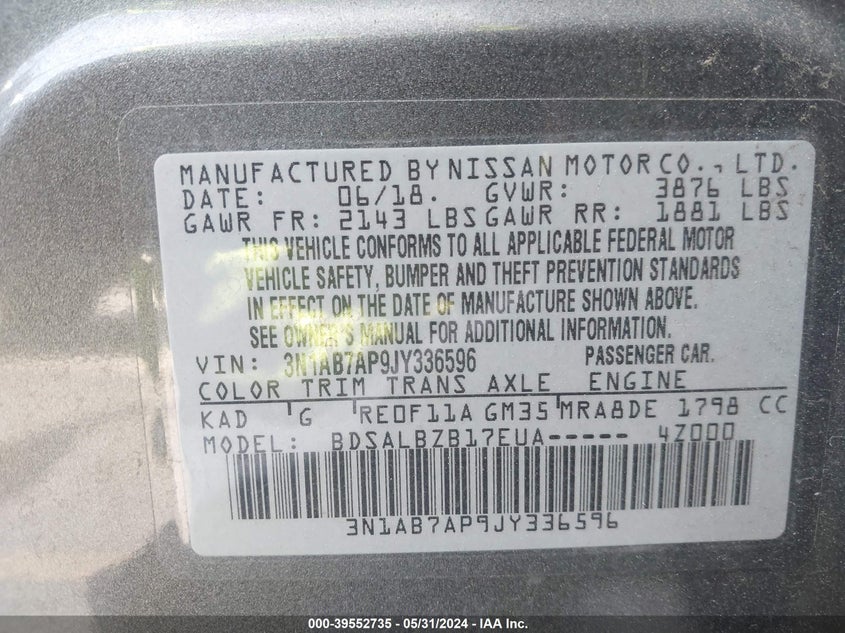 MANUFACTURED BY NISSAN MOTOR CO., LTD.
DATE: 06/18. GVWR: 3876 LBS
GAWR FR: 2143 LBS GAWR RR: 1881 LBS
THIS VEHICLE CONFORMS TO ALL APPLICABLE FEDERAL MOTOR
VEHICLE SAFETY, BUMPER AND THEFT PREVENTION STANDARDS
IN EFFECT ON THE DATE OF MANUFACTURE SHOWN ABOVE.
SEE OWNER'S MANUAL FOR ADDITIONAL INFORMATION.
VIN: 3N1AB7AP9JY336596 PASSENGER CAR.
COLOR TRIM TRANS AXLE ENGINE
KAD G RE0F11A GM35 MRA8DE 1798 CC
MODEL: BDSALBZB17EUA----- 4Z000
3N1AB7AP9JY336596
000-39552735 - 05/31/2024 - IAA Inc.